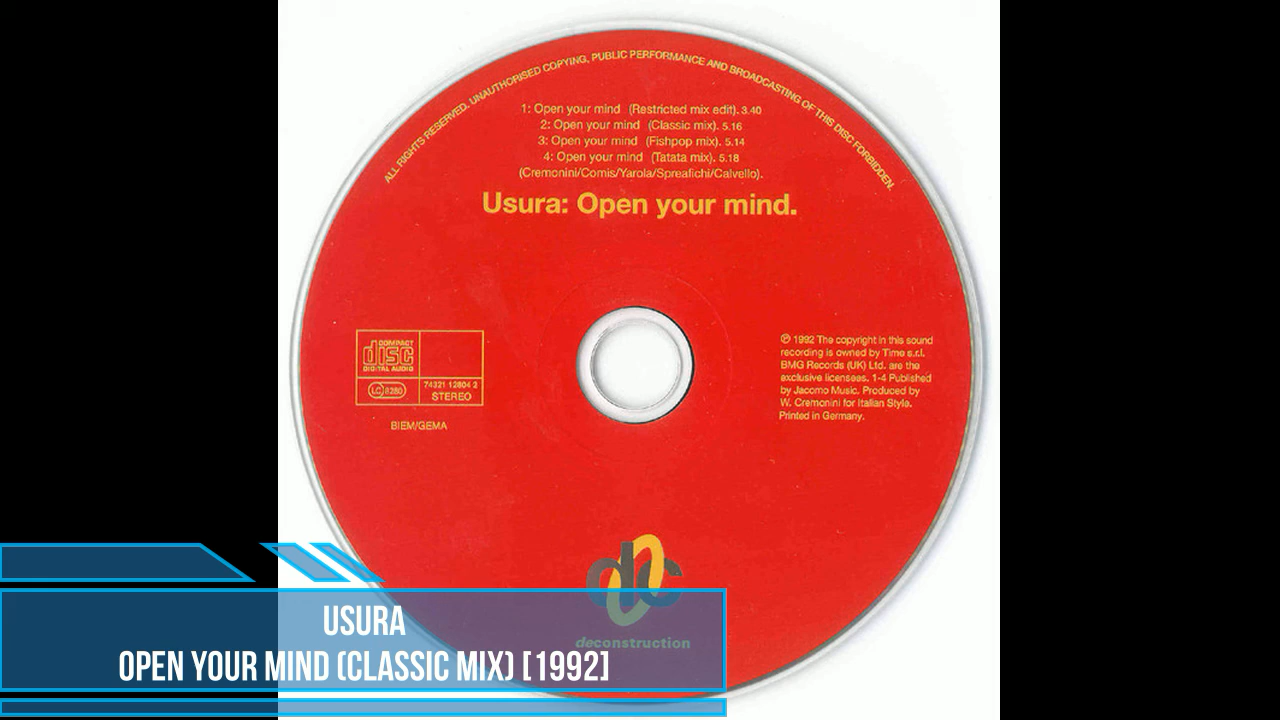 ALL RIGHTS RESERVED. UNAUTHORISED COPYING, PUBLIC PERFORMANCE AND BROADCASTING OF THIS DISC FORBIDDEN.
1: Open your mind (Restricted mix edit). 3.40
2: Open your mind (Classic mix). 5.16
3: Open your mind (Fishpop mix). 5.14
4: Open your mind (Tatata mix). 5.18
(Cremonini/Comis/Yarola/Spreafichi/Calvello).
Usura: Open your mind.
COMPACT
disc
DIGITAL AUDIO
LC 8280
74321 12804 2
STEREO
BIEM/GEMA
℗ 1992 The copyright in this sound
recording is owned by Time s.r.l.
BMG Records (UK) Ltd. are the
exclusive licensees. 1-4 Published
by Jacomo Music. Produced by
W. Cremonini for Italian Style.
Printed in Germany.
dc
deconstruction
USURA
OPEN YOUR MIND (CLASSIC MIX) [1992]